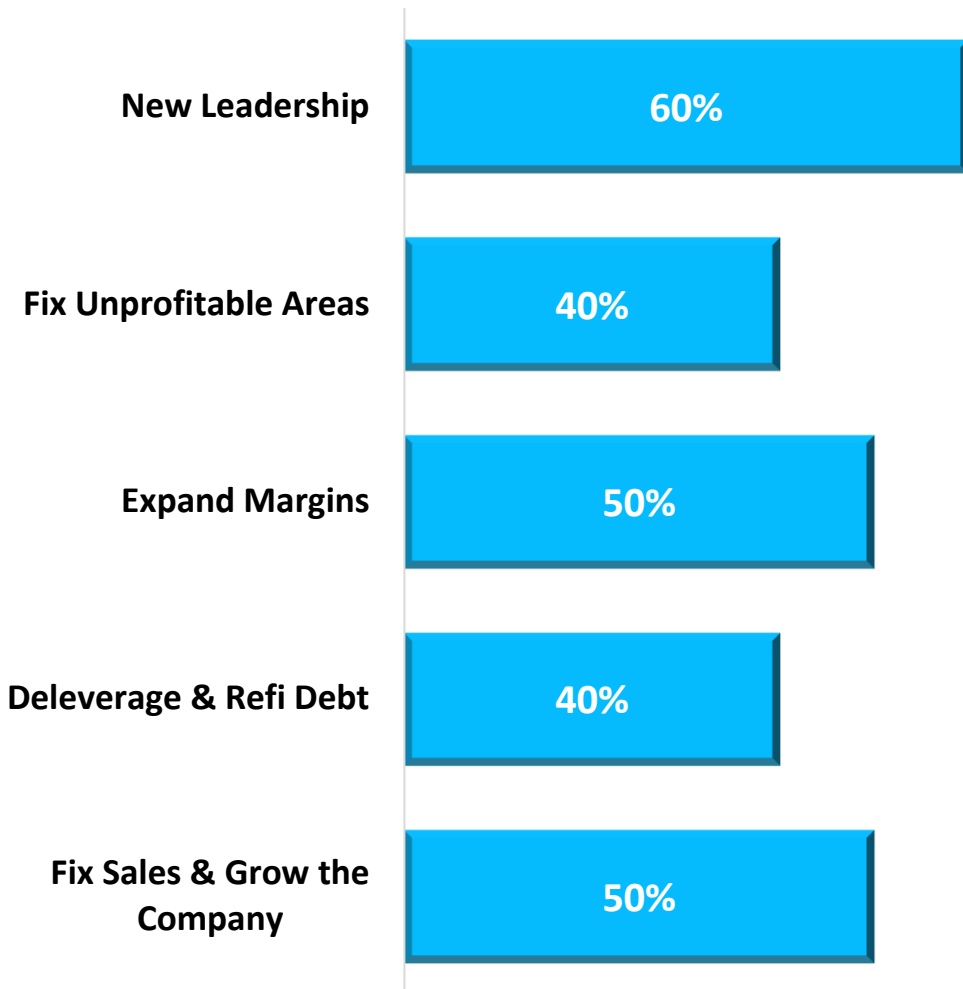 New Leadership
60%
Fix Unprofitable Areas
40%
Expand Margins
50%
Deleverage & Refi Debt
40%
Fix Sales & Grow the
Company
50%